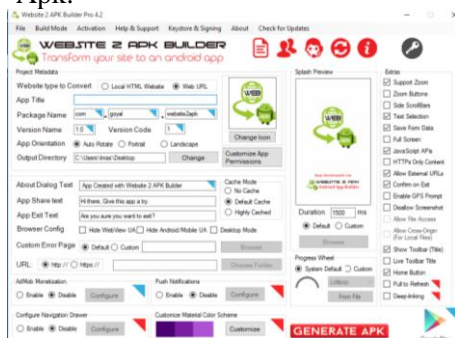 Apk.
Website 2 APK Builder Pro 4.2
File Build Mode Activation Help & Support Keystore & Signing About Check for Updates
WEBSITE 2 APK BUILDER
Transform your site to an android app
Project Metadata
Website type to Convert Local HTML Website Web URL
App Title
Package Name com . goyal . website2apk
Version Name 1.0 Version Code 1
App Orientation Auto Rotate Portrait Landscape
Output Directory C:\Users\ Desktop Change
Change Icon
Customize App Permissions
About Dialog Text App Created with Website 2 APK Builder
App Share text Hi there, Give this app a try.
App Exit Text Are you sure you want to exit?
Browser Config Hide WebView UA Hide Android/Mobile UA Desktop Mode
Custom Error Page Default Custom Browse
URL: http:// https:// Choose Folder
Cache Mode
No Cache
Default Cache
Highly Cached
AdMob Monetisation
Enable Disable Configure
Push Notifications
Enable Disable Configure
Configure Navigation Drawer
Enable Disable Configure
Customize Material Color Scheme
Customize
Splash Preview
WEB
Duration 1500 ms
Default Custom
Browse
Progress Wheel
System Default Custom
Lollipop
From File
GENERATE APK
Extras
Support Zoom
Zoom Buttons
Side ScrollBars
Text Selection
Save Form Data
Full Screen
JavaScript APIs
HTTPs Only Content
Allow External URLs
Confirm on Exit
Enable GPS Prompt
Disallow Screenshot
Allow File Access
Allow Cross-Origin
(For Local Files)
Show Toolbar (Title)
Live Toolbar Title
Home Button
Pull to Refresh
Deep-linking